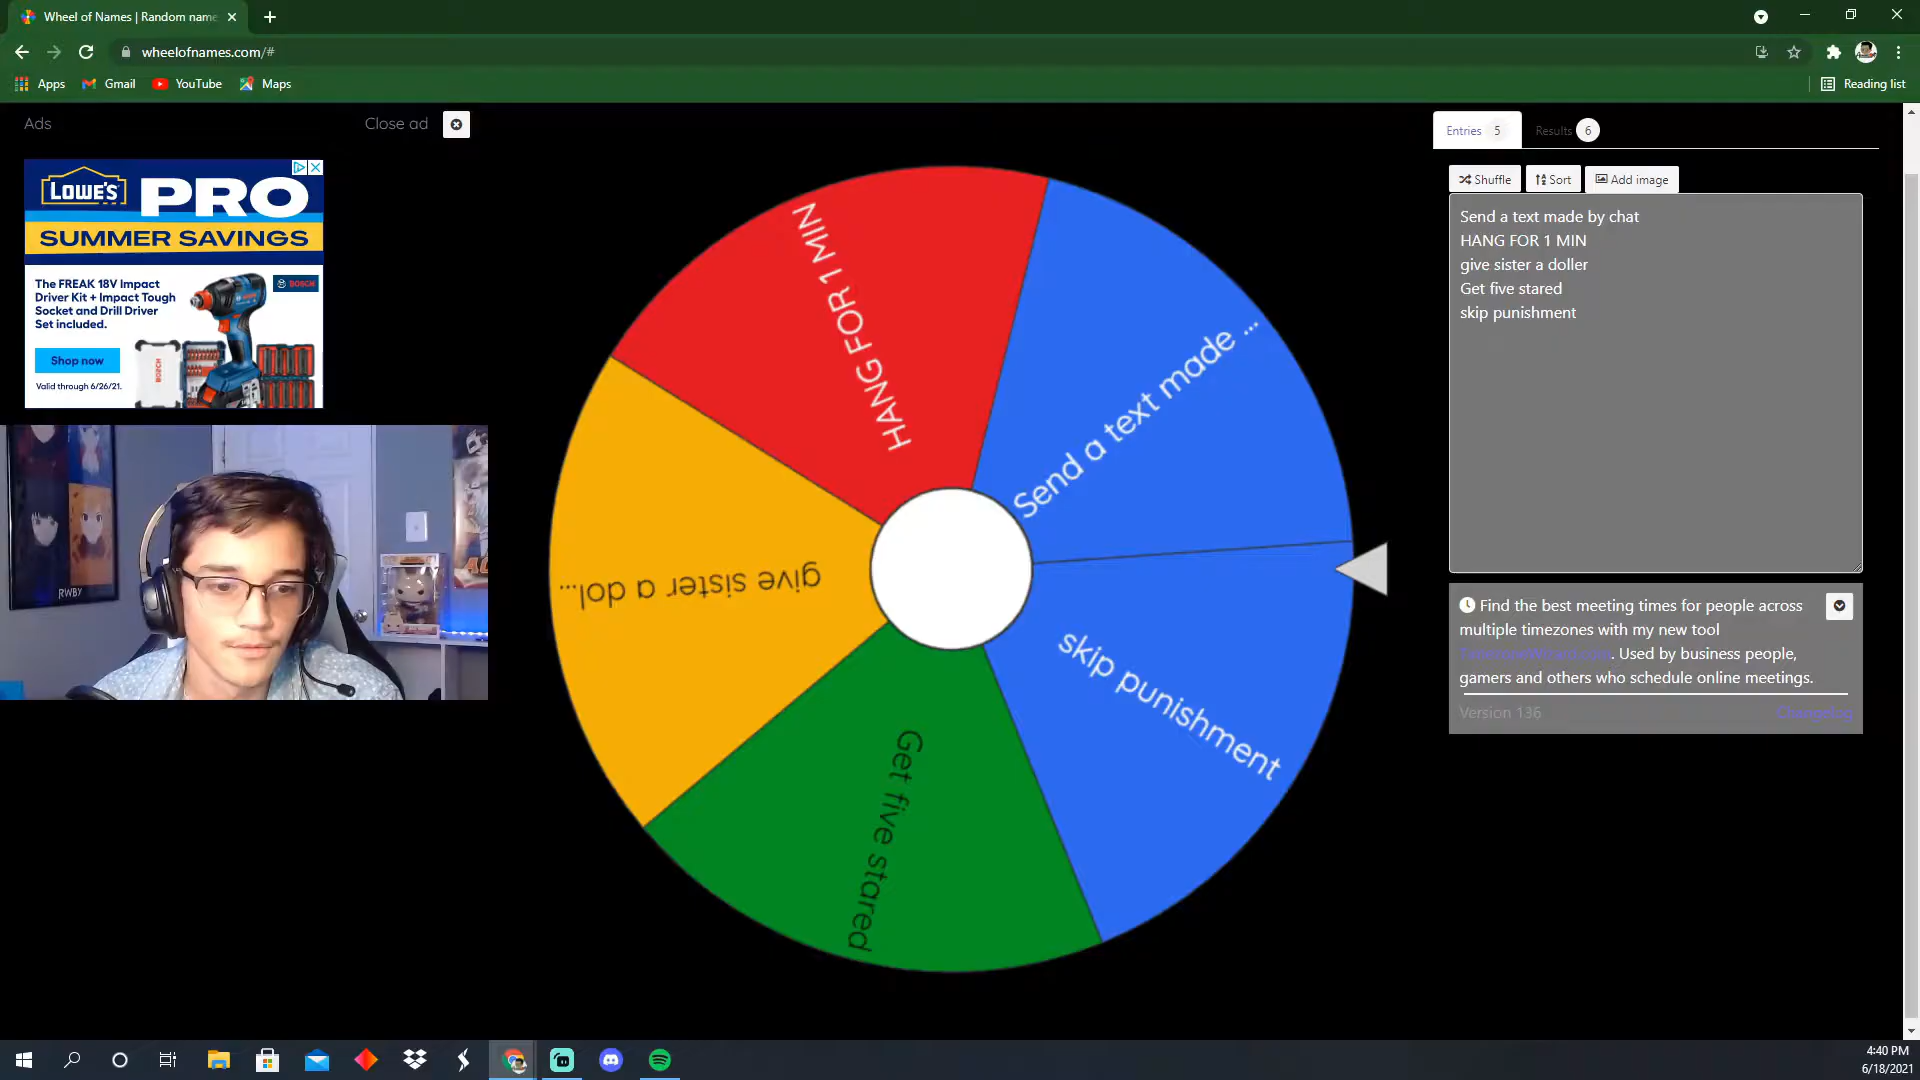 Wheel of Names | Random name
wheelofnames.com/#
Apps
Gmail
YouTube
Maps
Reading list
Ads
Close ad
LOWE'S
PRO
SUMMER SAVINGS
The FREAK 18V Impact
Driver Kit + Impact Tough
Socket and Drill Driver
Set included.
BOSCH
Shop now
Valid through 6/26/21.
RWBY
HANG FOR 1 MIN
Send a text made ...
give sister a dol...
skip punishment
Get five stared
Entries 5
Results 6
Shuffle
Sort
Add image
Send a text made by chat
HANG FOR 1 MIN
give sister a doller
Get five stared
skip punishment
Find the best meeting times for people across
multiple timezones with my new tool
. Used by business people,
gamers and others who schedule online meetings.
Version 136
Changelog
4:40 PM
6/18/2021